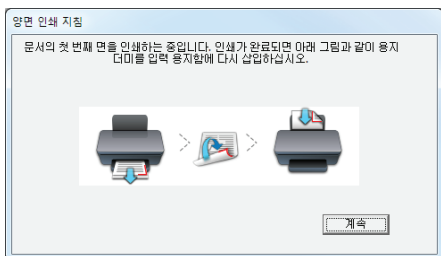 양면 인쇄 지침
문서의 첫 번째 면을 인쇄하는 중입니다. 인쇄가 완료되면 아래 그림과 같이 용지
더미를 입력 용지함에 다시 삽입하십시오.
계속